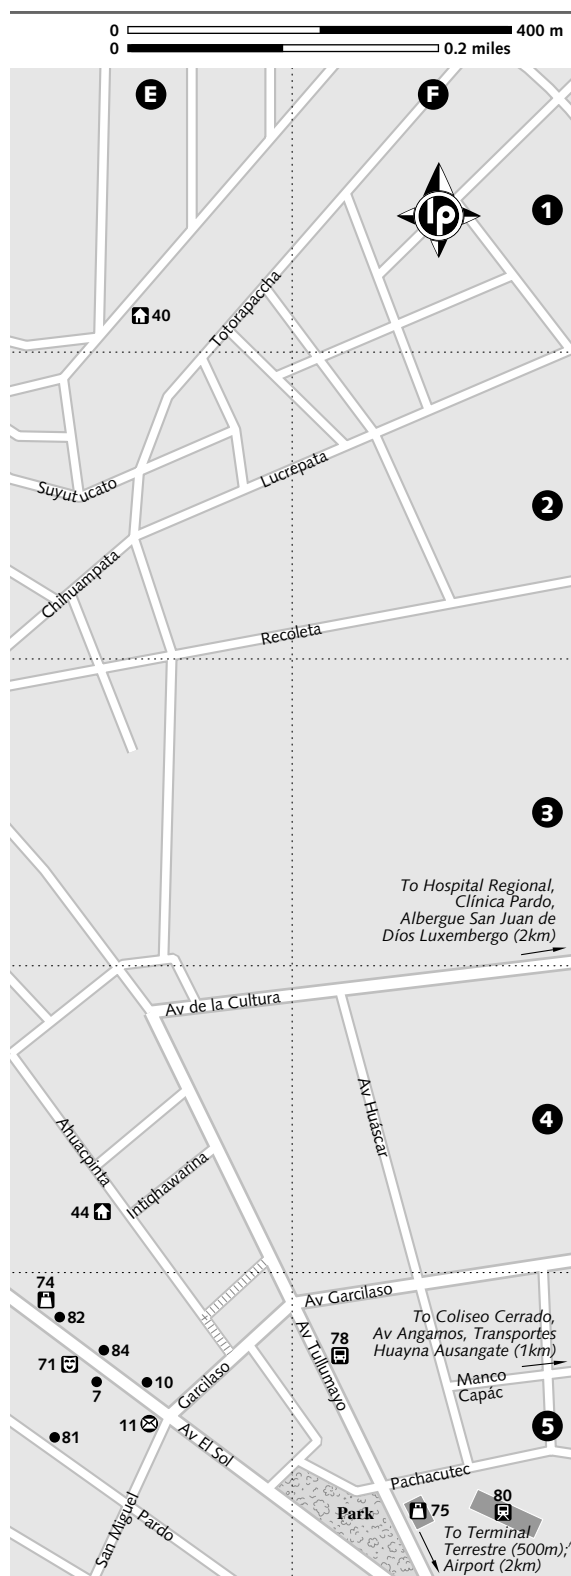 0 400 m
0 0.2 miles
E F
1
lp
40
Totorapaccha
Suyutucato
Lucrepata
2
Chihuampata
Recoleta
3
To Hospital Regional,
Clínica Pardo,
Albergue San Juan de
Díos Luxembergo (2km)
Av de la Cultura
Av Huáscar
4
Ahuacpinta
Intiqhawarina
44
74
82
Av Garcilaso
To Coliseo Cerrado,
Av Angamos, Transportes
Huayna Ausangate (1km)
78
84
71
7
10
Garcilaso
Av Tullumayo
Manco
Capác
11
5
81
Av El Sol
Pachacutec
80
75
Park
San Miguel
Pardo
To Terminal
Terrestre (500m);
Airport (2km)